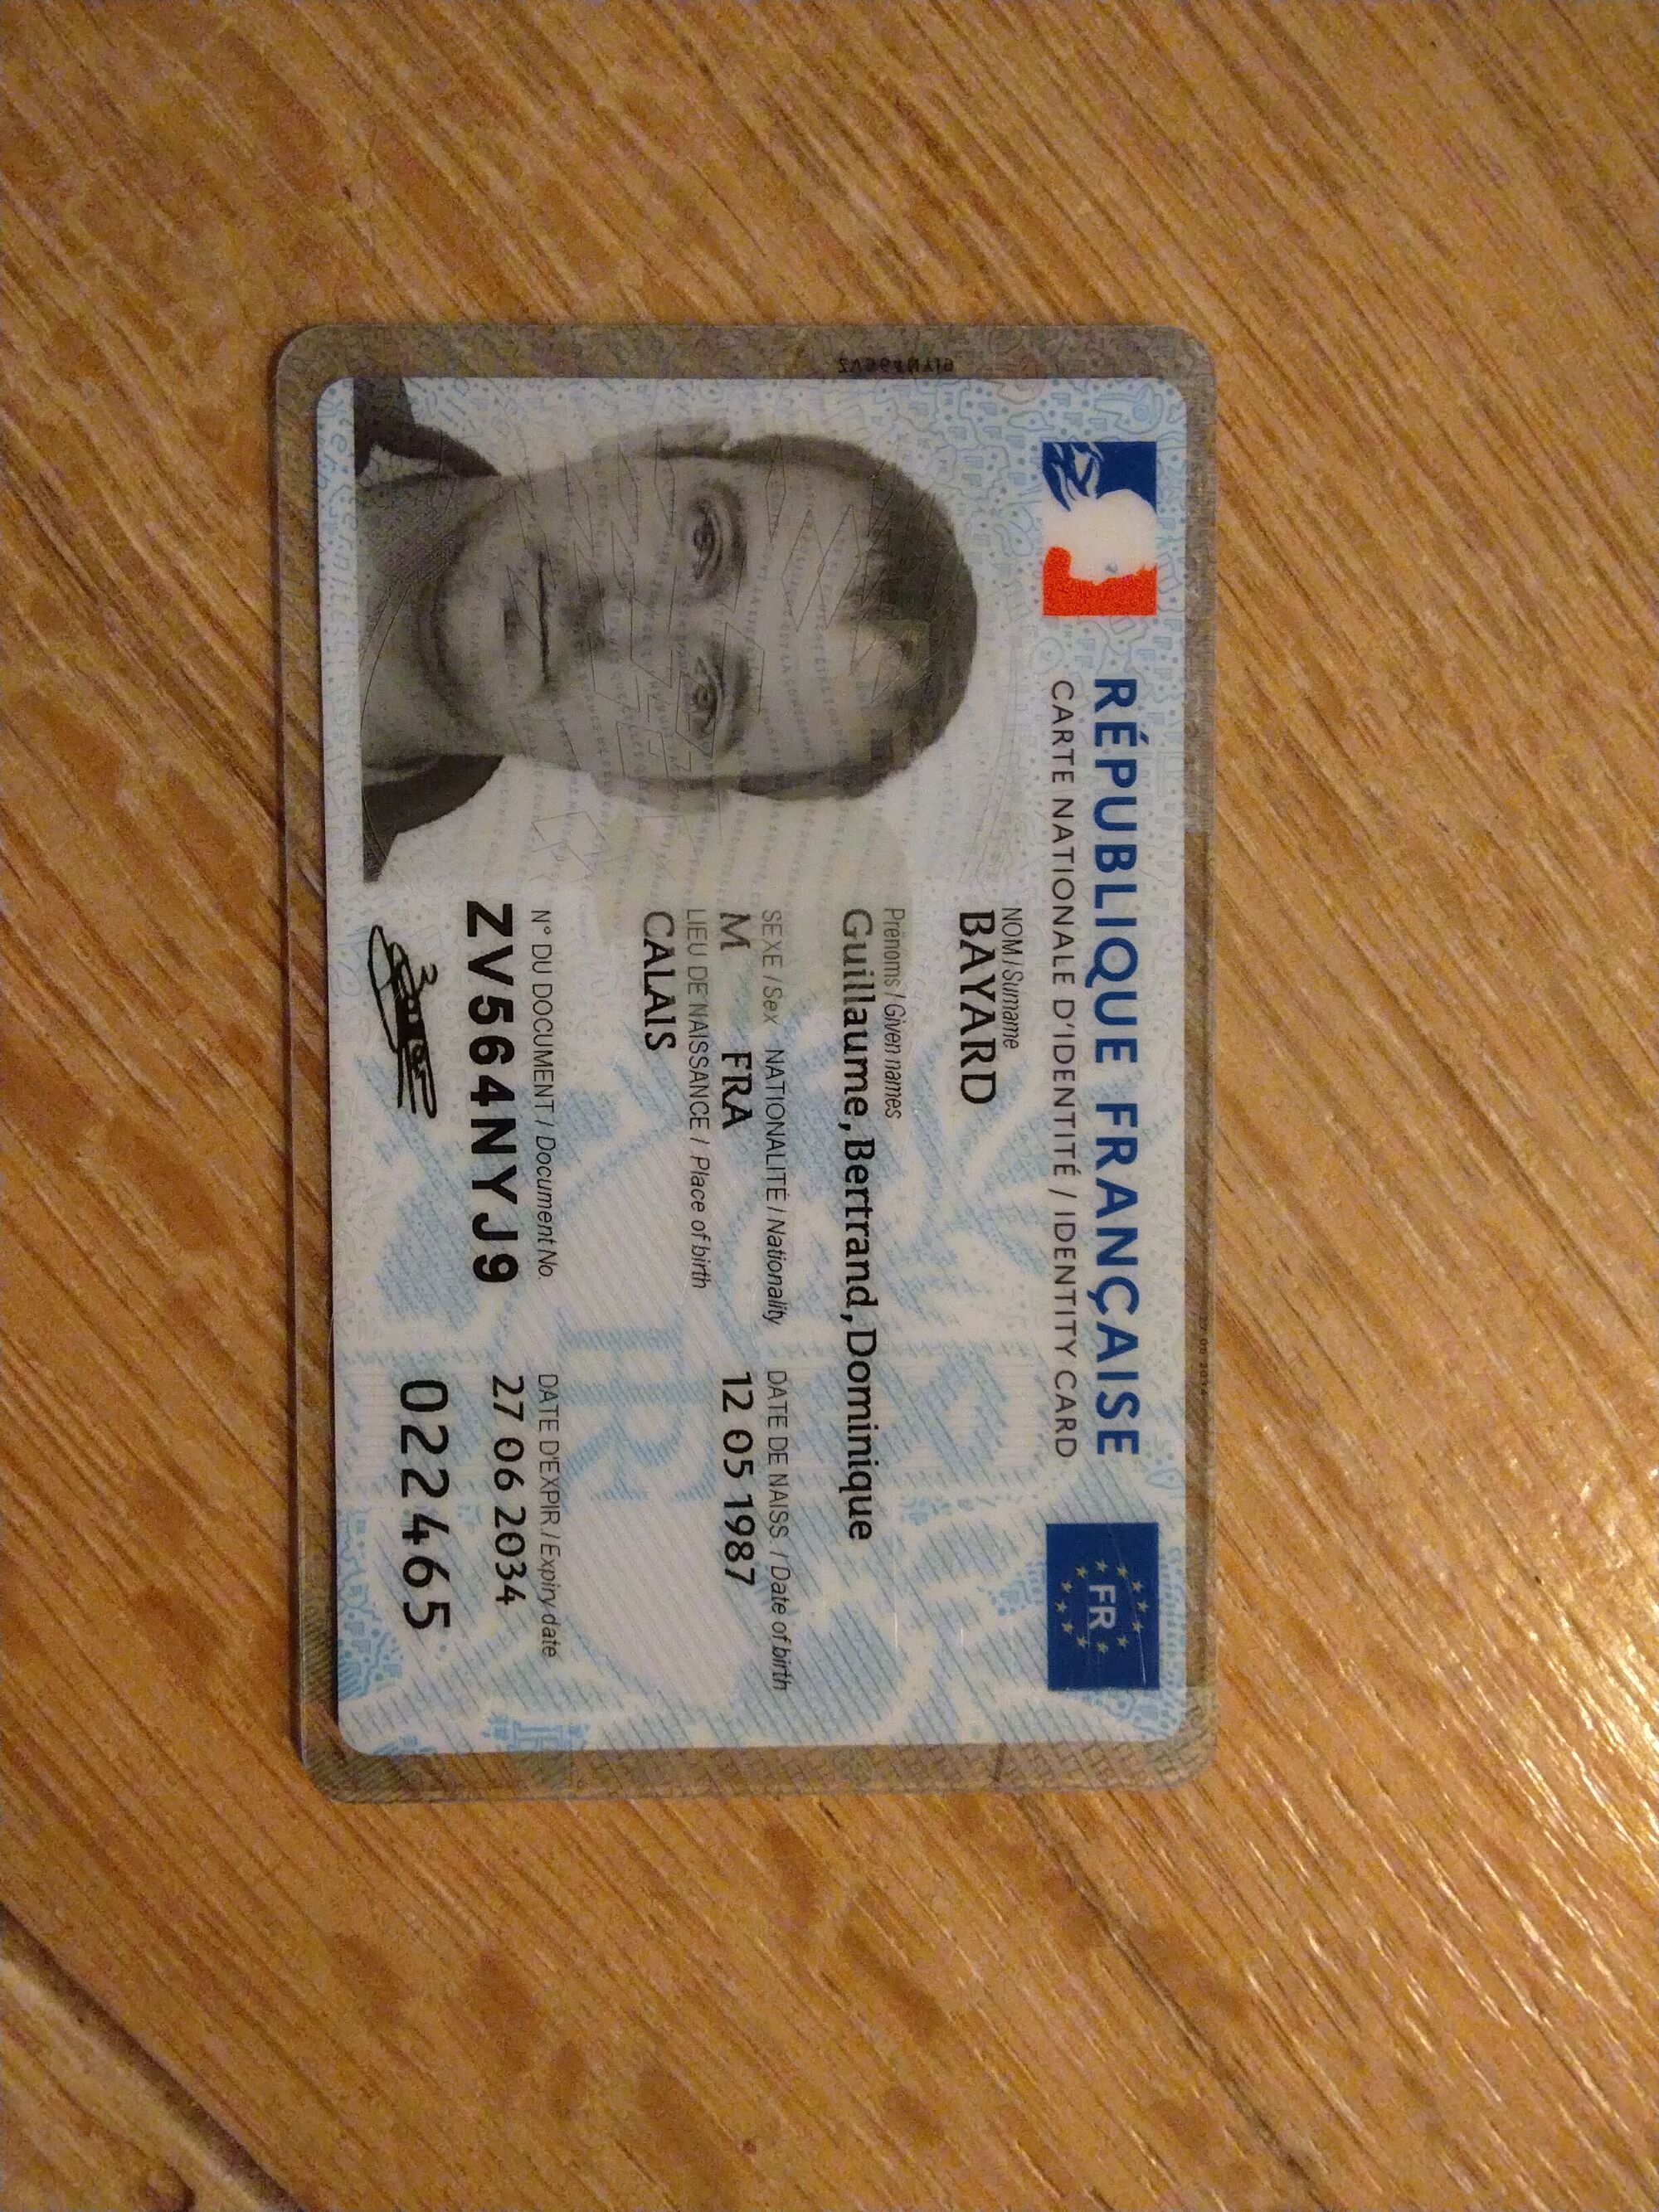 RÉPUBLIQUE FRANÇAISE
CARTE NATIONALE D'IDENTITÉ / IDENTITY CARD
FR
NOM / Surname
BAYARD
Prénoms / Given names
Guillaume, Bertrand, Dominique
SEXE / Sex NATIONALITÉ / Nationality DATE DE NAISS. / Date of birth
M FRA 12 05 1987
LIEU DE NAISSANCE / Place of birth
CALAIS
N° DU DOCUMENT / Document No. DATE D'EXPIR. / Expiry date
ZV564NYJ9 27 06 2034
022465